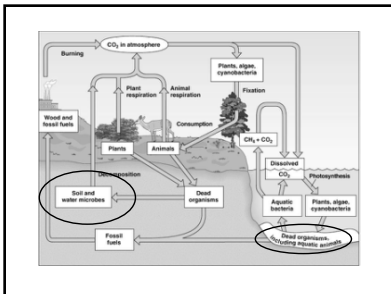 CO2 in atmosphere
Burning
Plants, algae,
cyanobacteria
Plant
respiration
Animal
respiration
Fixation
Wood and
fossil fuels
Consumption
CH4 + CO2
Plants
Animals
Dissolved
CO2
Photosynthesis
Decomposition
Soil and
water microbes
Dead
organisms
Aquatic
bacteria
Plants, algae,
cyanobacteria
Fossil
fuels
Dead organisms,
including aquatic animals